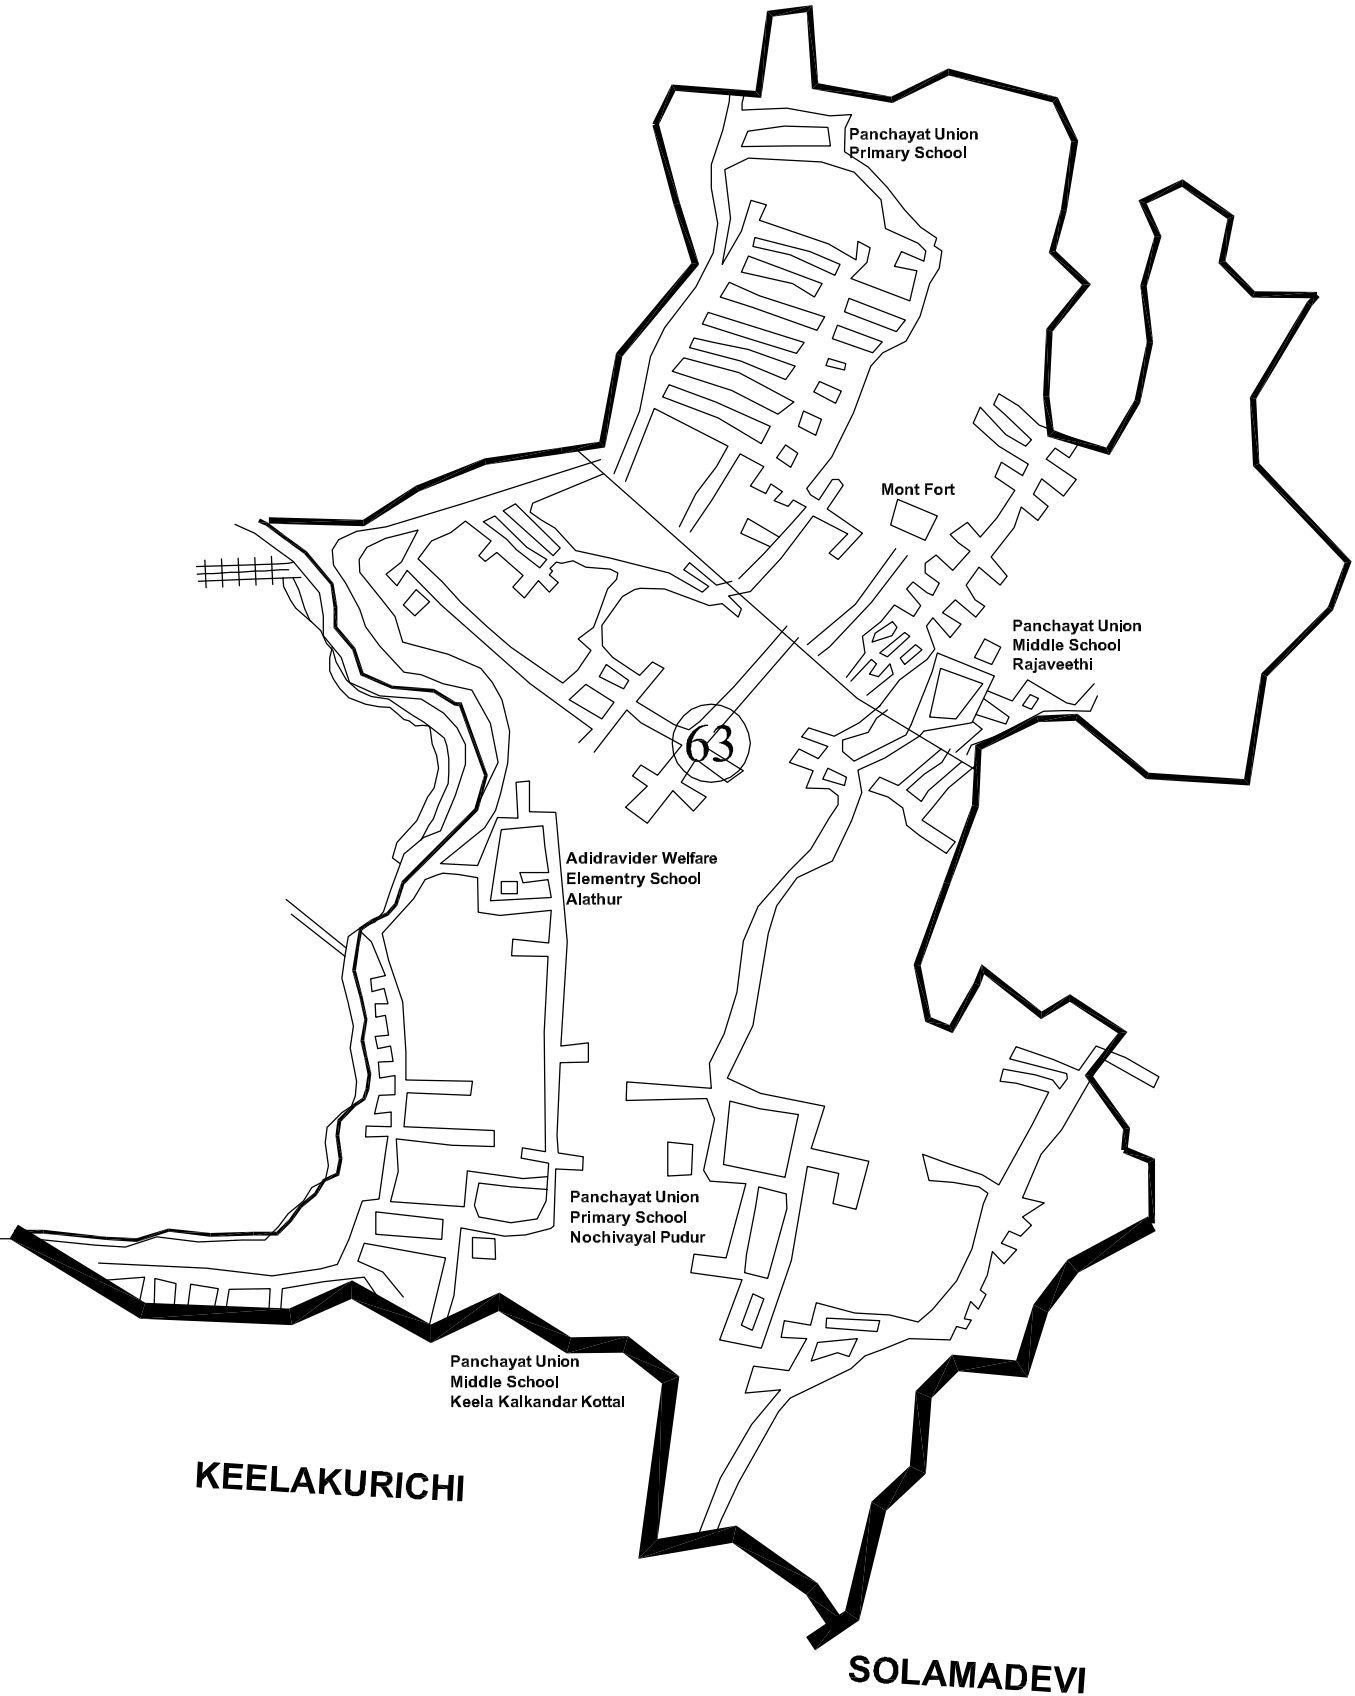 Panchayat Union
PrImary School
Mont Fort
Panchayat Union
Middle School
Rajaveethi
63
Adidravider Welfare
Elementry School
Alathur
Panchayat Union
Primary School
Nochivayal Pudur
Panchayat Union
Middle School
Keela Kalkandar Kottal
KEELAKURICHI
SOLAMADEVI